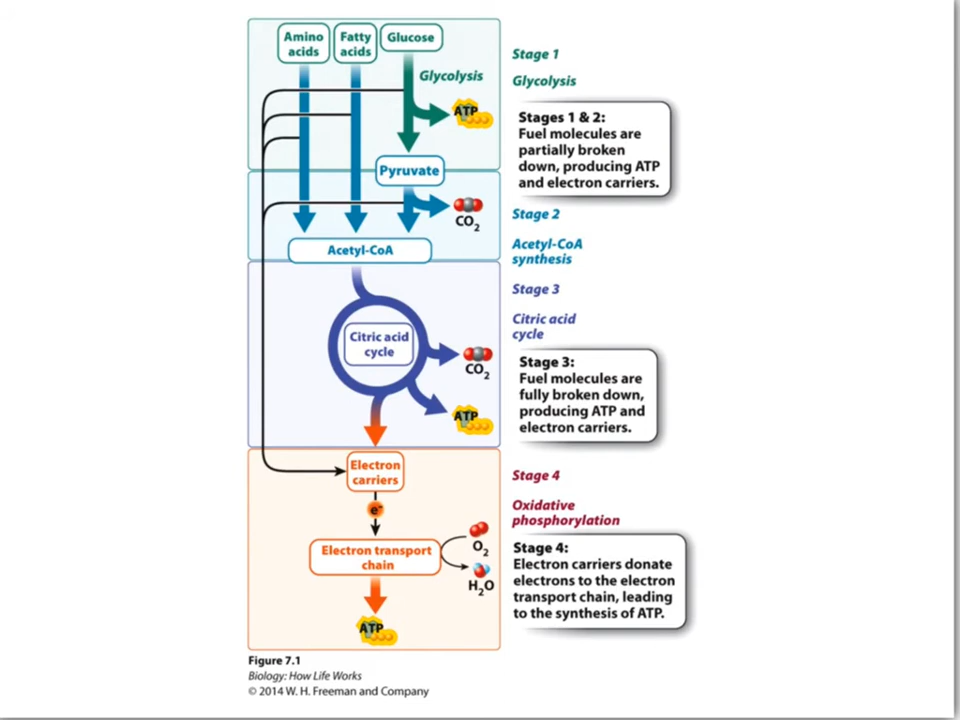 Amino
acids
Fatty
acids
Glucose
Glycolysis
ATP
Pyruvate
CO2
Acetyl-CoA
Citric acid
cycle
CO2
ATP
Electron
carriers
e-
Electron transport
chain
O2
H2O
ATP
Stage 1
Glycolysis
Stages 1 & 2:
Fuel molecules are
partially broken
down, producing ATP
and electron carriers.
Stage 2
Acetyl-CoA
synthesis
Stage 3
Citric acid
cycle
Stage 3:
Fuel molecules are
fully broken down,
producing ATP and
electron carriers.
Stage 4
Oxidative
phosphorylation
Stage 4:
Electron carriers donate
electrons to the electron
transport chain, leading
to the synthesis of ATP.
Figure 7.1
Biology: How Life Works
© 2014 W. H. Freeman and Company